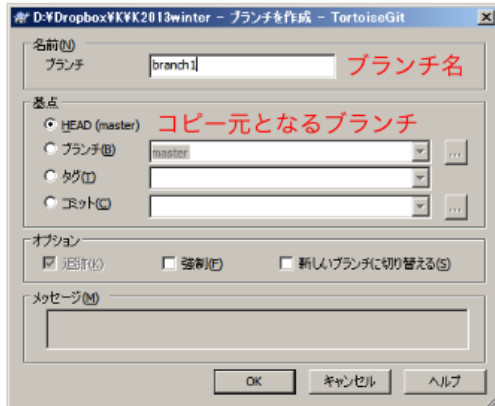 D:¥Dropbox¥K¥K2013winter - ブランチを作成 - TortoiseGit
名前(N)
ブランチ branch1 ブランチ名
基点
HEAD (master) コピー元となるブランチ
ブランチ(B) master ...
タグ(T)
コミット(C) ...
オプション
追跡(K) 強制(F) 新しいブランチに切り替える(S)
メッセージ(M)
OK キャンセル ヘルプ